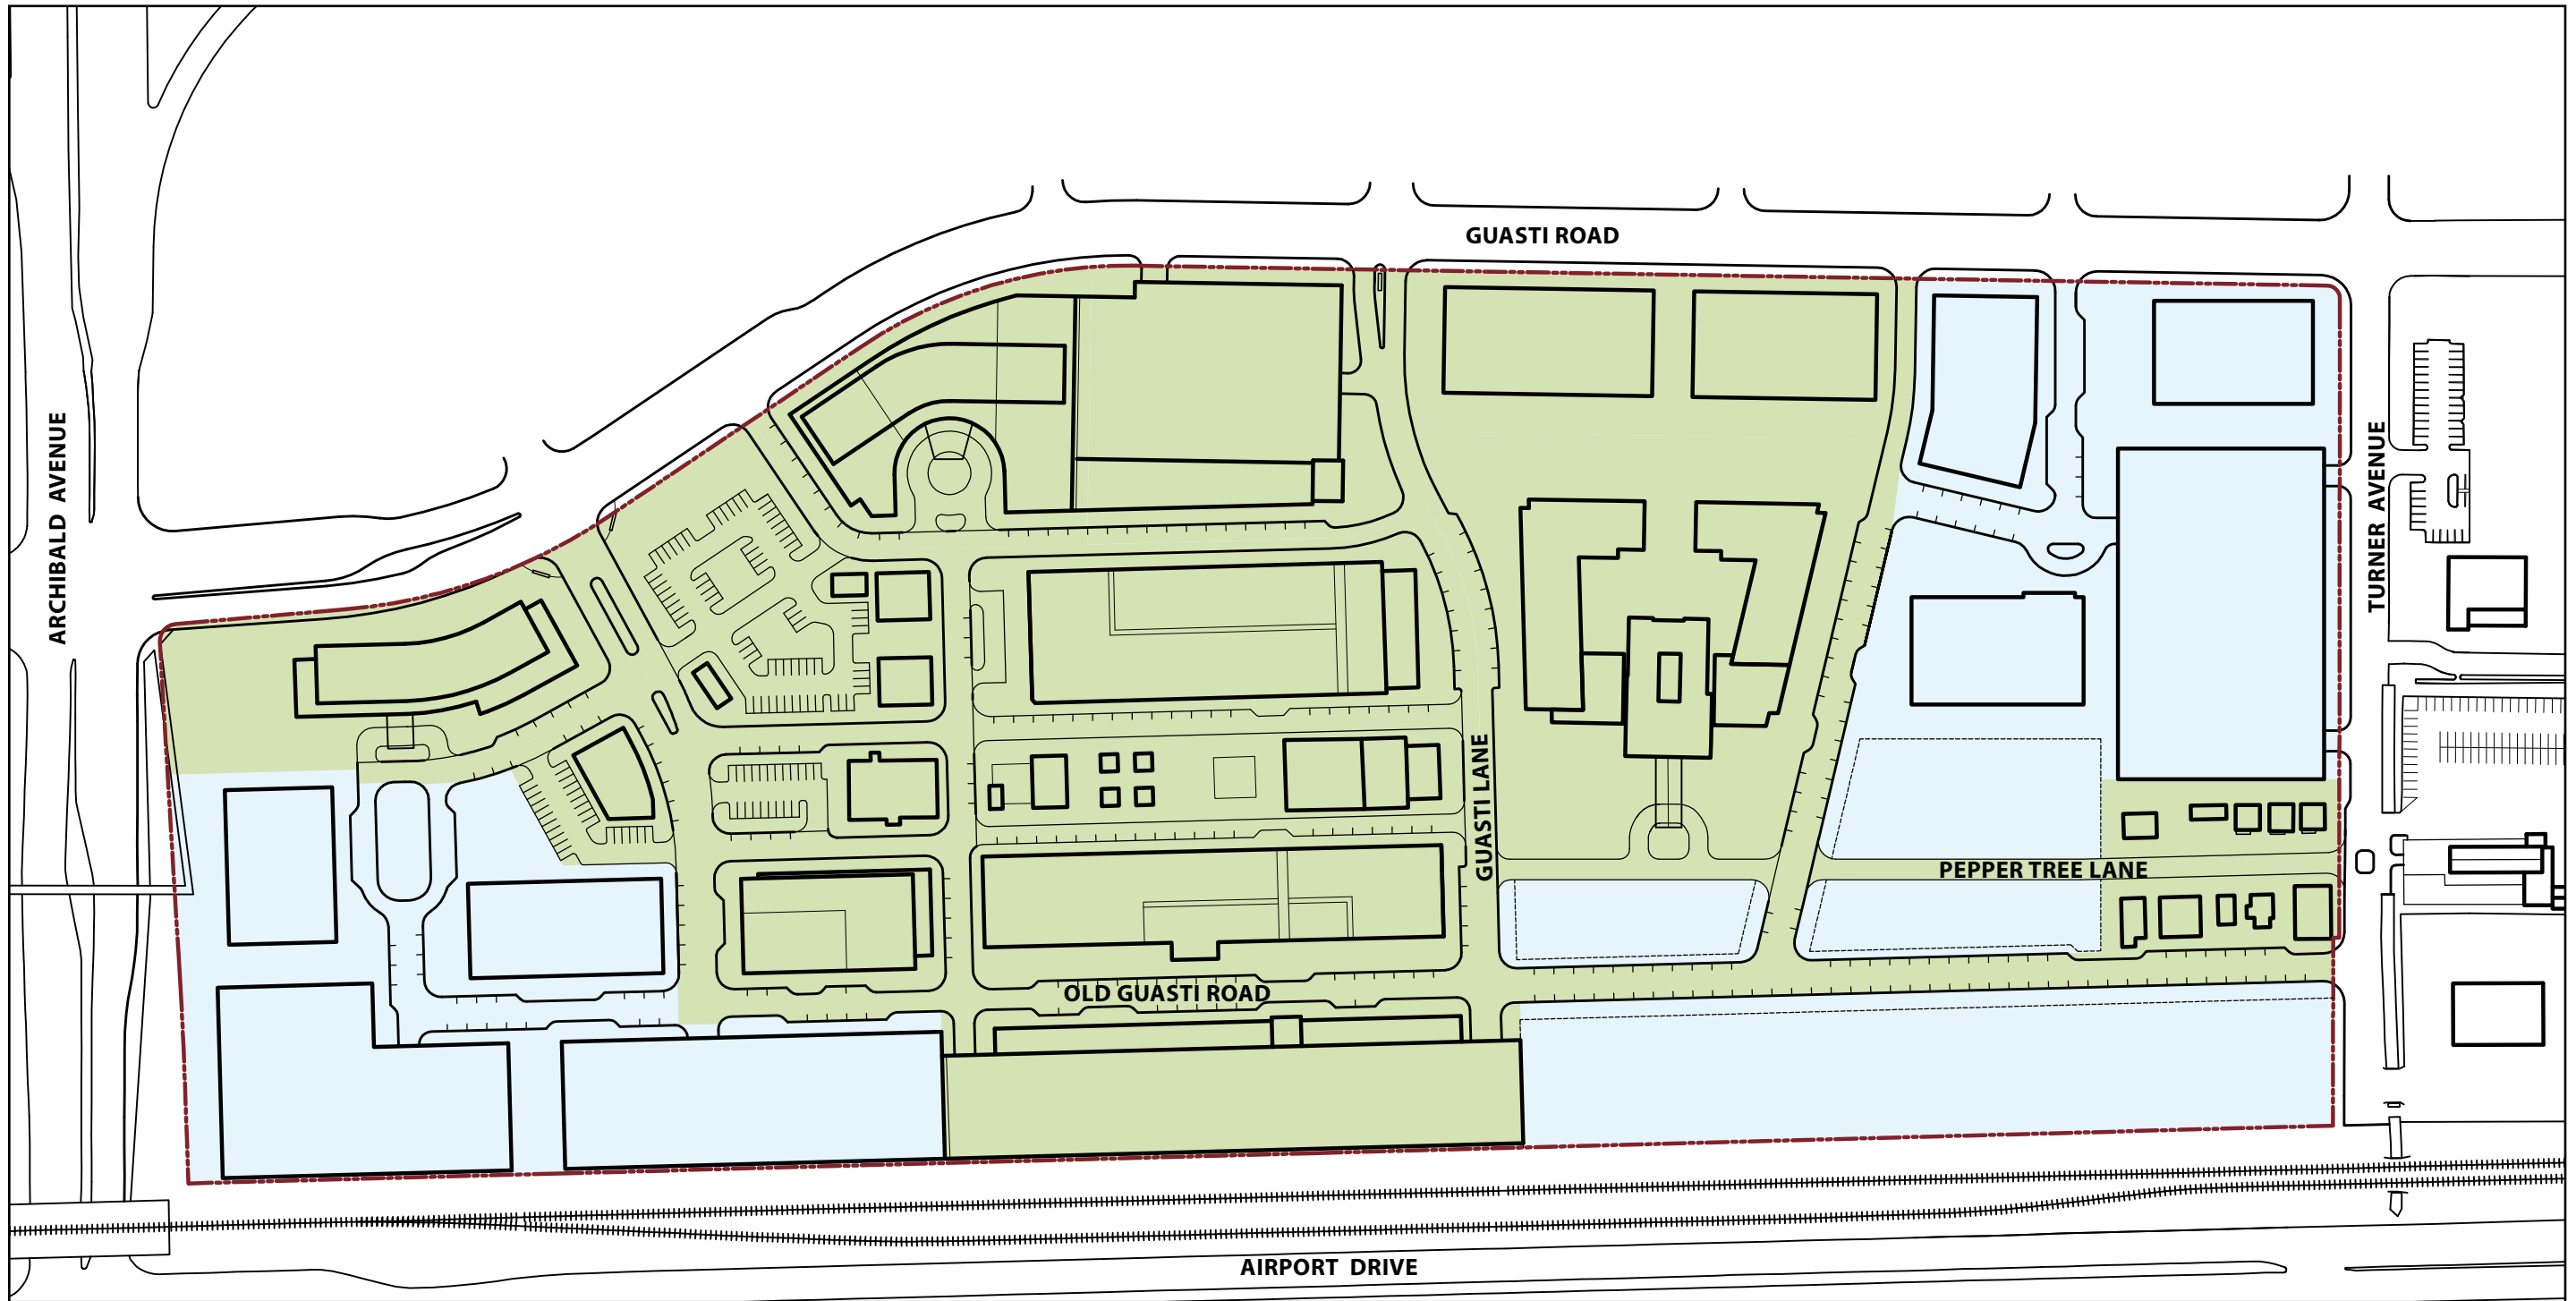 GUASTI ROAD
ARCHIBALD AVENUE
TURNER AVENUE
GUASTI LANE
PEPPER TREE LANE
OLD GUASTI ROAD
AIRPORT DRIVE